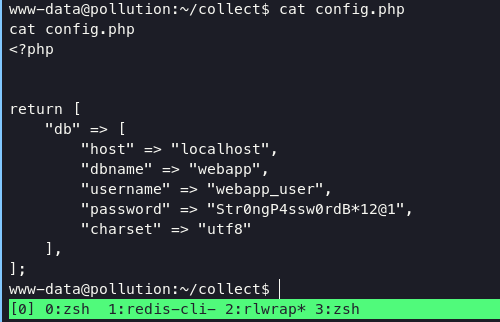 www-data@pollution:~/collect$ cat config.php
cat config.php
<?php
return [
    "db" => [
        "host" => "localhost",
        "dbname" => "webapp",
        "username" => "webapp_user",
        "password" => "Str0ngP4ssw0rdB*12@1",
        "charset" => "utf8"
    ],
];
www-data@pollution:~/collect$
[0] 0:zsh  1:redis-cli- 2:rlwrap* 3:zsh